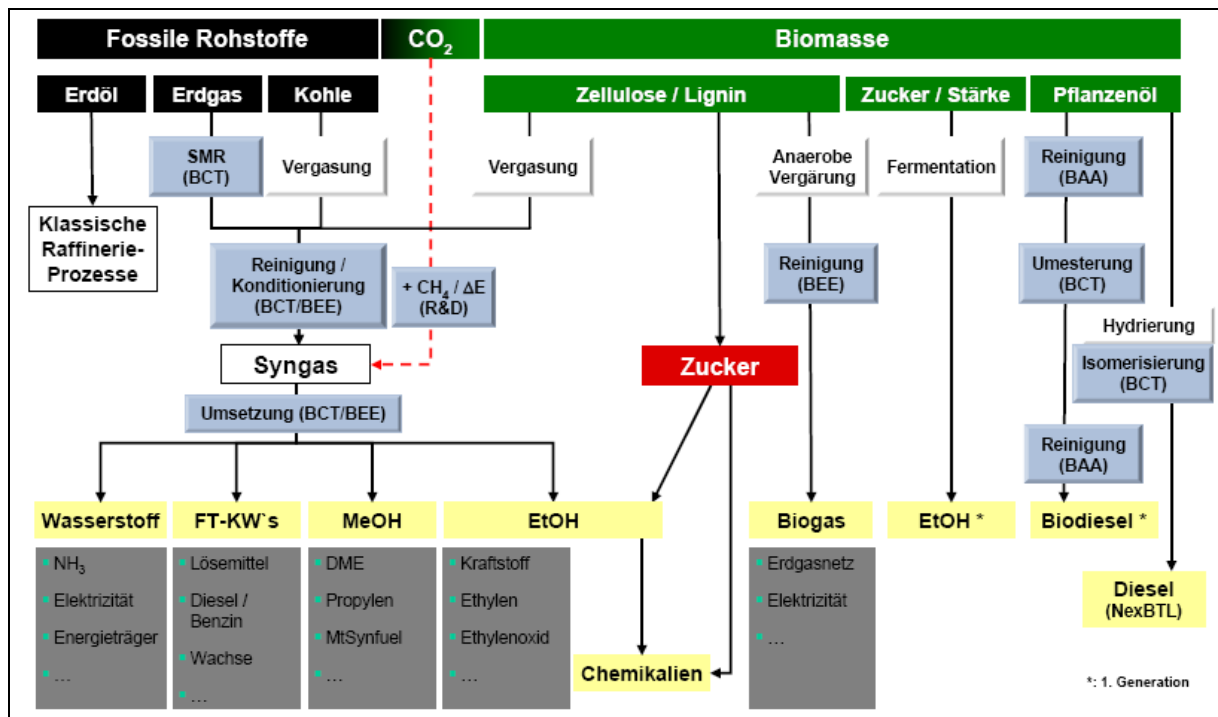 Fossile Rohstoffe
CO₂
Biomasse
Erdöl
Erdgas
Kohle
Zellulose / Lignin
Zucker / Stärke
Pflanzenöl
SMR
(BCT)
Vergasung
Vergasung
Anaerobe
Vergärung
Fermentation
Reinigung
(BAA)
Klassische
Raffinerie-
Prozesse
Reinigung /
Konditionierung
(BCT/BEE)
+ CH₄ / ΔE
(R&D)
Reinigung
(BEE)
Umesterung
(BCT)
Hydrierung
Isomerisierung
(BCT)
Syngas
Zucker
Umsetzung (BCT/BEE)
Reinigung
(BAA)
Wasserstoff
FT-KW`s
MeOH
EtOH
Biogas
EtOH *
Biodiesel *
NH₃
Elektrizität
Energieträger
...
Lösemittel
Diesel /
Benzin
Wachse
...
DME
Propylen
MtSynfuel
...
Kraftstoff
Ethylen
Ethylenoxid
...
Chemikalien
Erdgasnetz
Elektrizität
...
Diesel
(NexBTL)
*: 1. Generation